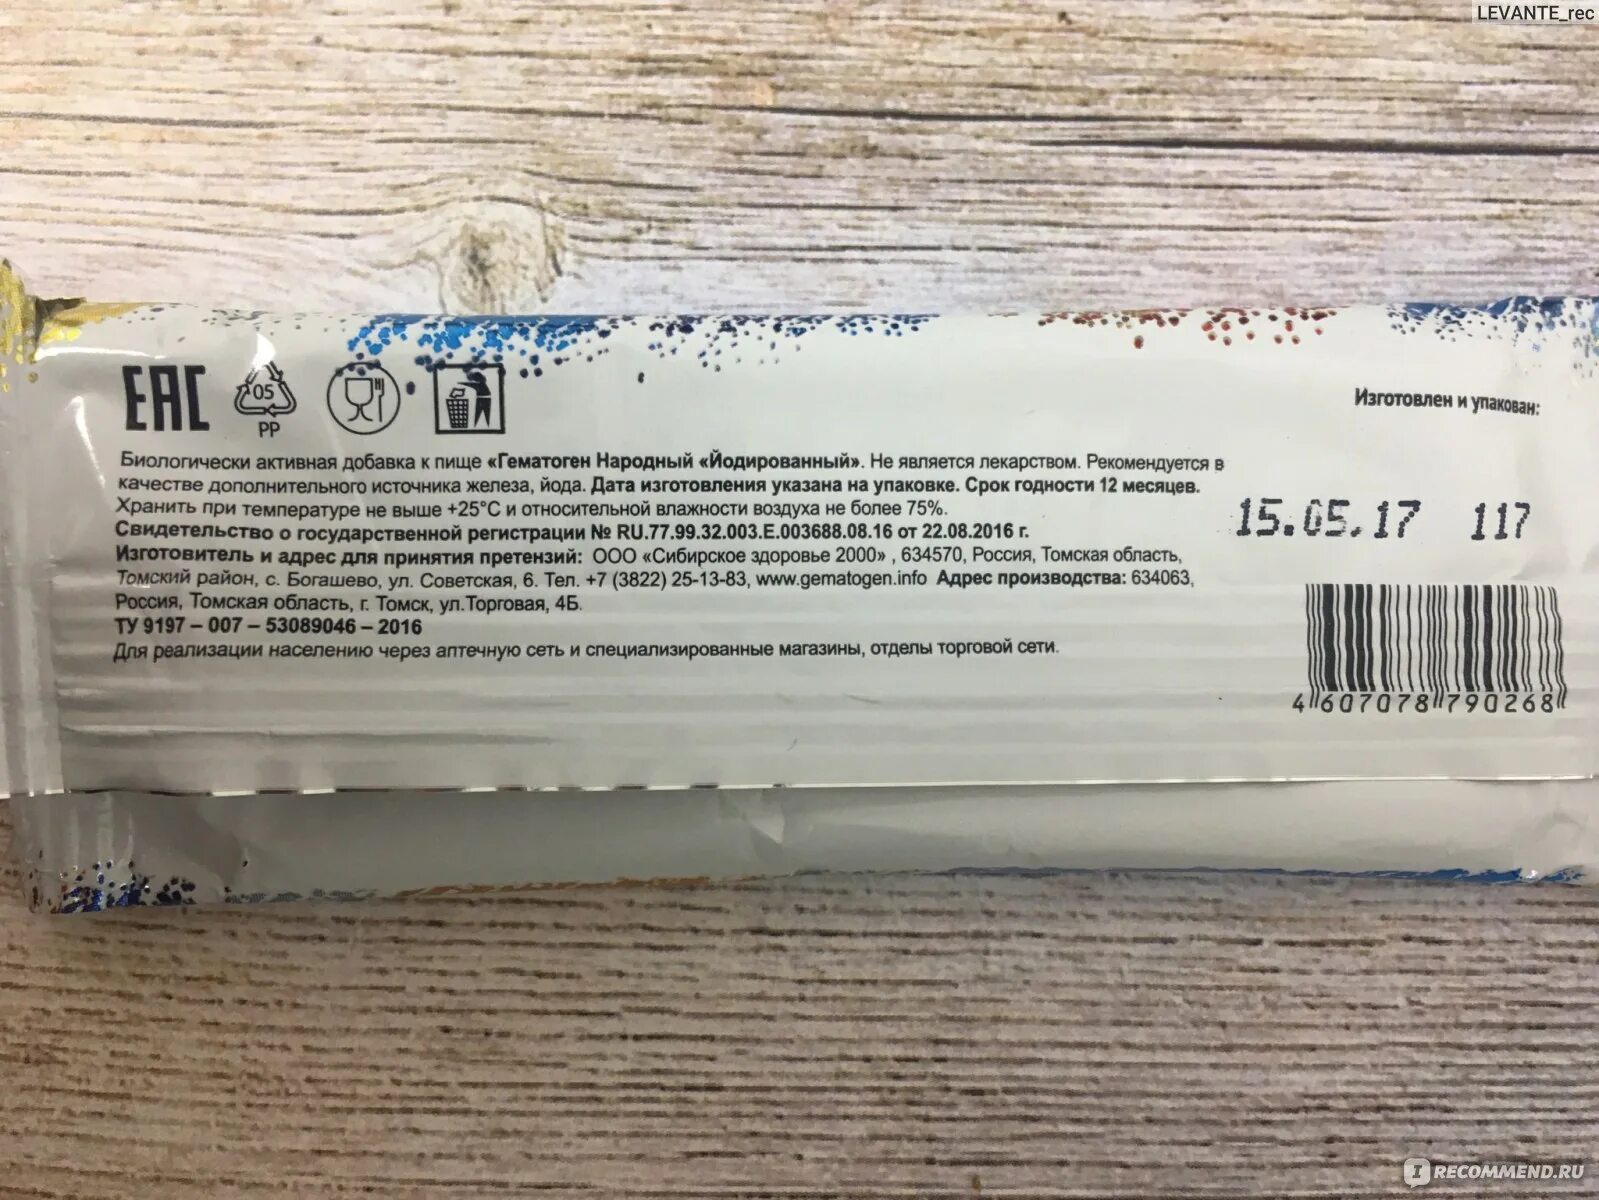 LEVANTE_rec
EAC
05
PP
Изготовлен и упакован:
Биологически активная добавка к пище «Гематоген Народный «Йодированный». Не является лекарством. Рекомендуется в
качестве дополнительного источника железа, йода. Дата изготовления указана на упаковке. Срок годности 12 месяцев.
Хранить при температуре не выше +25°C и относительной влажности воздуха не более 75%.
Свидетельство о государственной регистрации № RU.77.99.32.003.E.003688.08.16 от 22.08.2016 г.
Изготовитель и адрес для принятия претензий: ООО «Сибирское здоровье 2000» , 634570, Россия, Томская область,
Томский район, с. Богашево, ул. Советская, 6. Тел. +7 (3822) 25-13-83, www.gematogen.info Адрес производства: 634063,
Россия, Томская область, г. Томск, ул.Торговая, 4Б.
ТУ 9197 – 007 – 53089046 – 2016
Для реализации населению через аптечную сеть и специализированные магазины, отделы торговой сети.
15.05.17 117
4 607078 790268
I RECOMMEND.RU